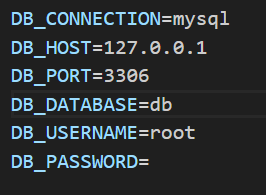 DB_CONNECTION=mysql
DB_HOST=127.0.0.1
DB_PORT=3306
DB_DATABASE=db
DB_USERNAME=root
DB_PASSWORD=